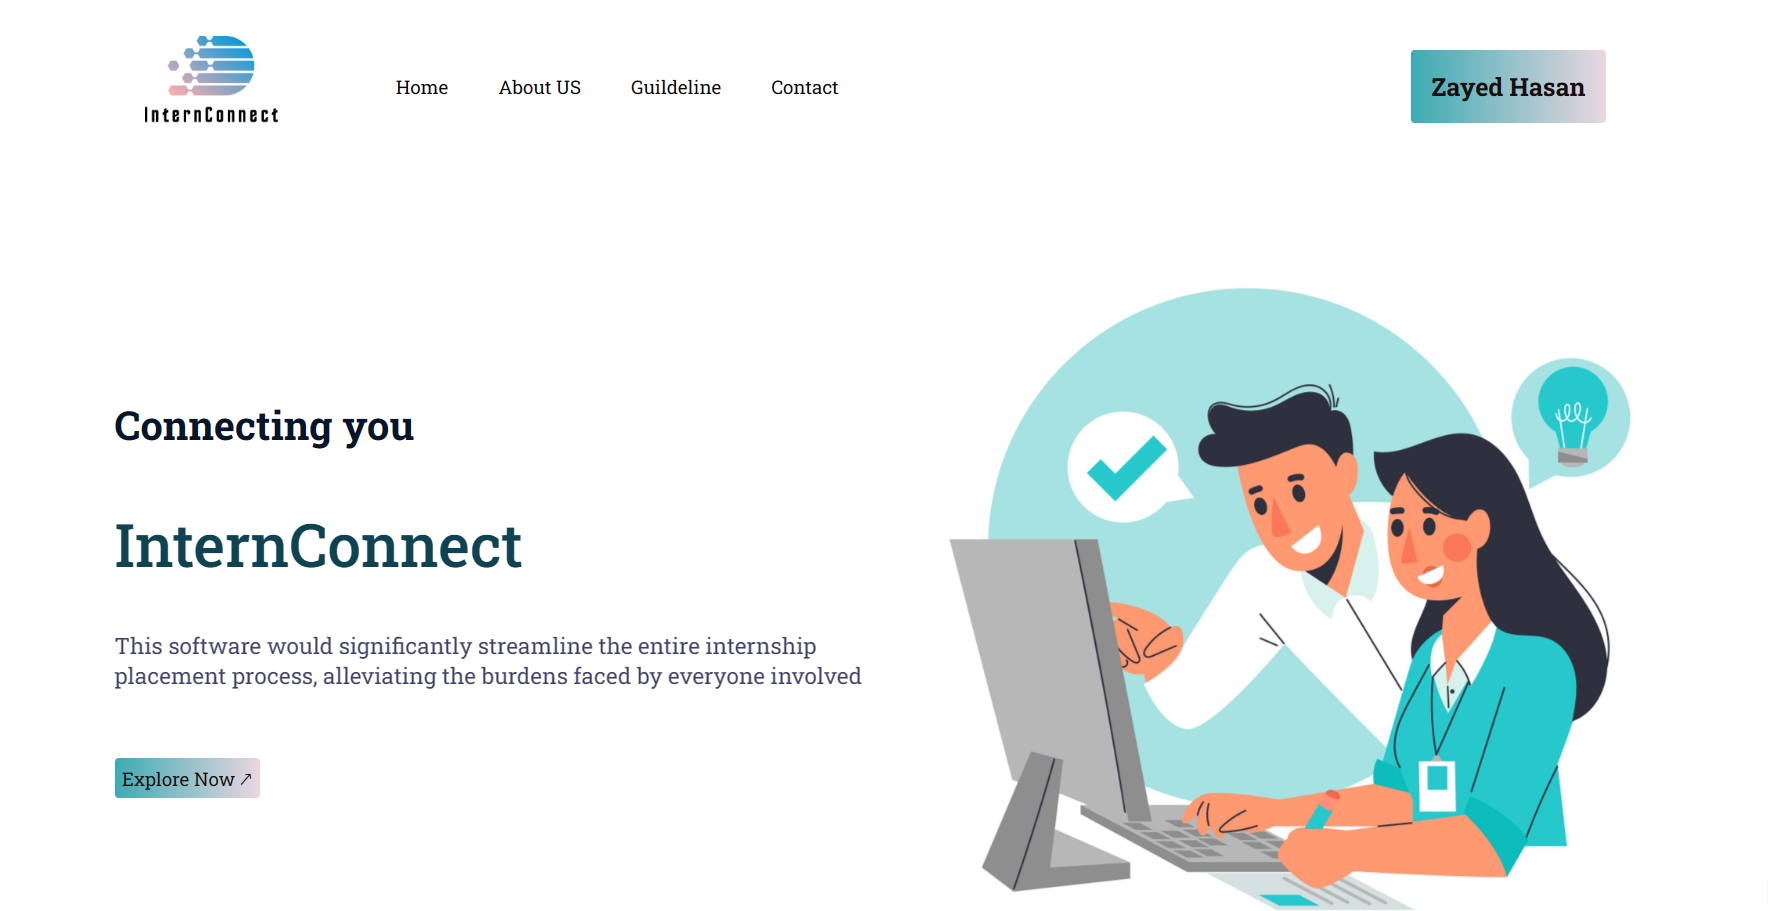 InternConnect
Home
About US
Guildeline
Contact
Zayed Hasan
Connecting you
InternConnect
This software would significantly streamline the entire internship
placement process, alleviating the burdens faced by everyone involved
Explore Now ↗